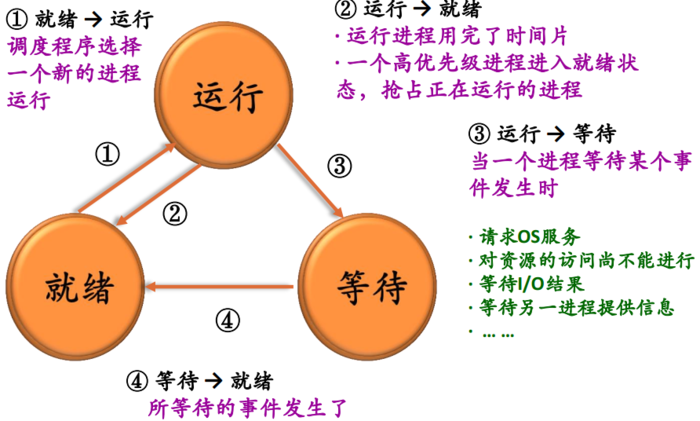 ① 就绪 → 运行
调度程序选择
一个新的进程
运行
② 运行 → 就绪
· 运行进程用完了时间片
· 一个高优先级进程进入就绪状
态，抢占正在运行的进程
运行
③ 运行 → 等待
当一个进程等待某个事
件发生时
①
②
③
· 请求OS服务
· 对资源的访问尚不能进行
· 等待I/O结果
· 等待另一进程提供信息
· … …
就绪
等待
④
④ 等待 → 就绪
所等待的事件发生了